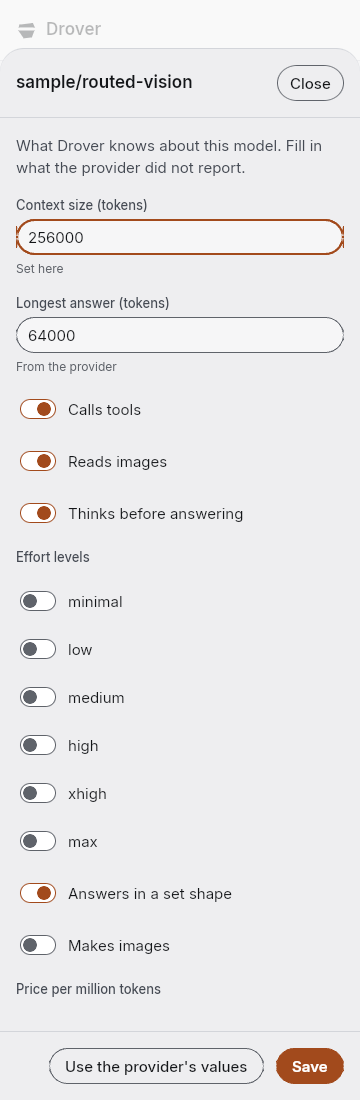 Drover
sample/routed-vision
Close
What Drover knows about this model. Fill in
what the provider did not report.
Context size (tokens)
256000
Set here
Longest answer (tokens)
64000
From the provider
Calls tools
Reads images
Thinks before answering
Effort levels
minimal
low
medium
high
xhigh
max
Answers in a set shape
Makes images
Price per million tokens
Use the provider's values
Save